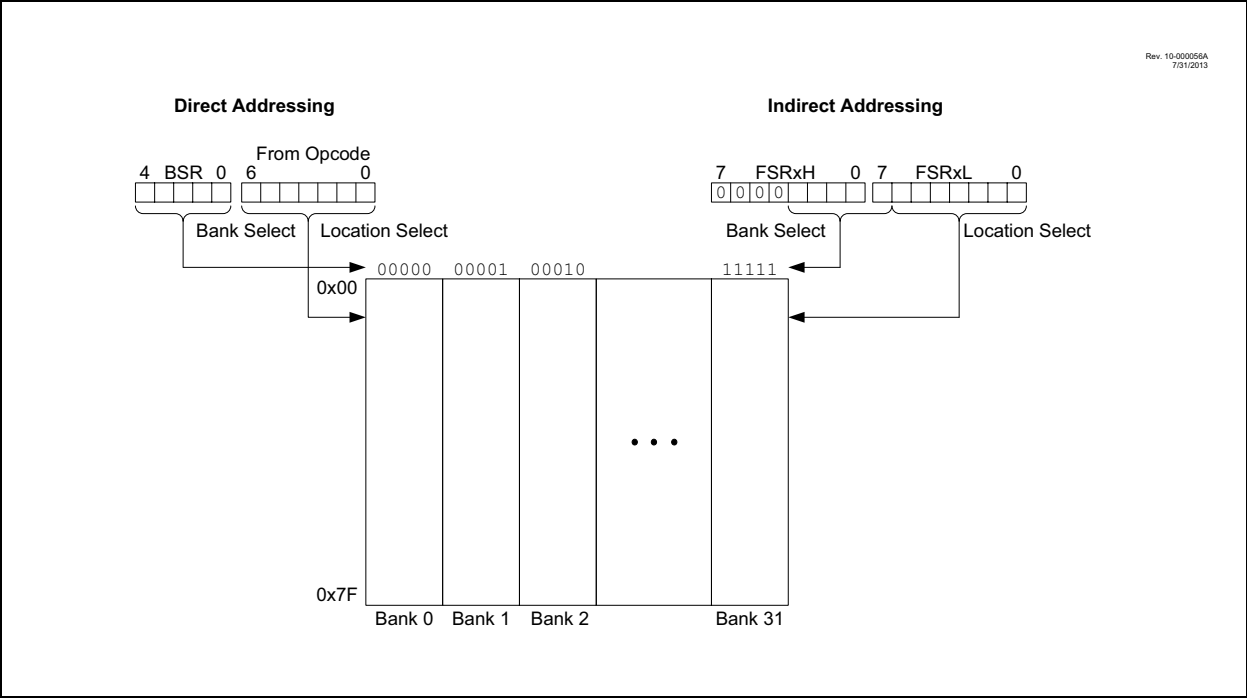 Rev. 10-000056A
7/31/2013
Direct Addressing
Indirect Addressing
From Opcode
4 BSR 0 6 0
7 FSRxH 0 7 FSRxL 0
0 0 0 0
Bank Select Location Select
Bank Select Location Select
00000 00001 00010 11111
0x00
• • •
0x7F
Bank 0 Bank 1 Bank 2 Bank 31